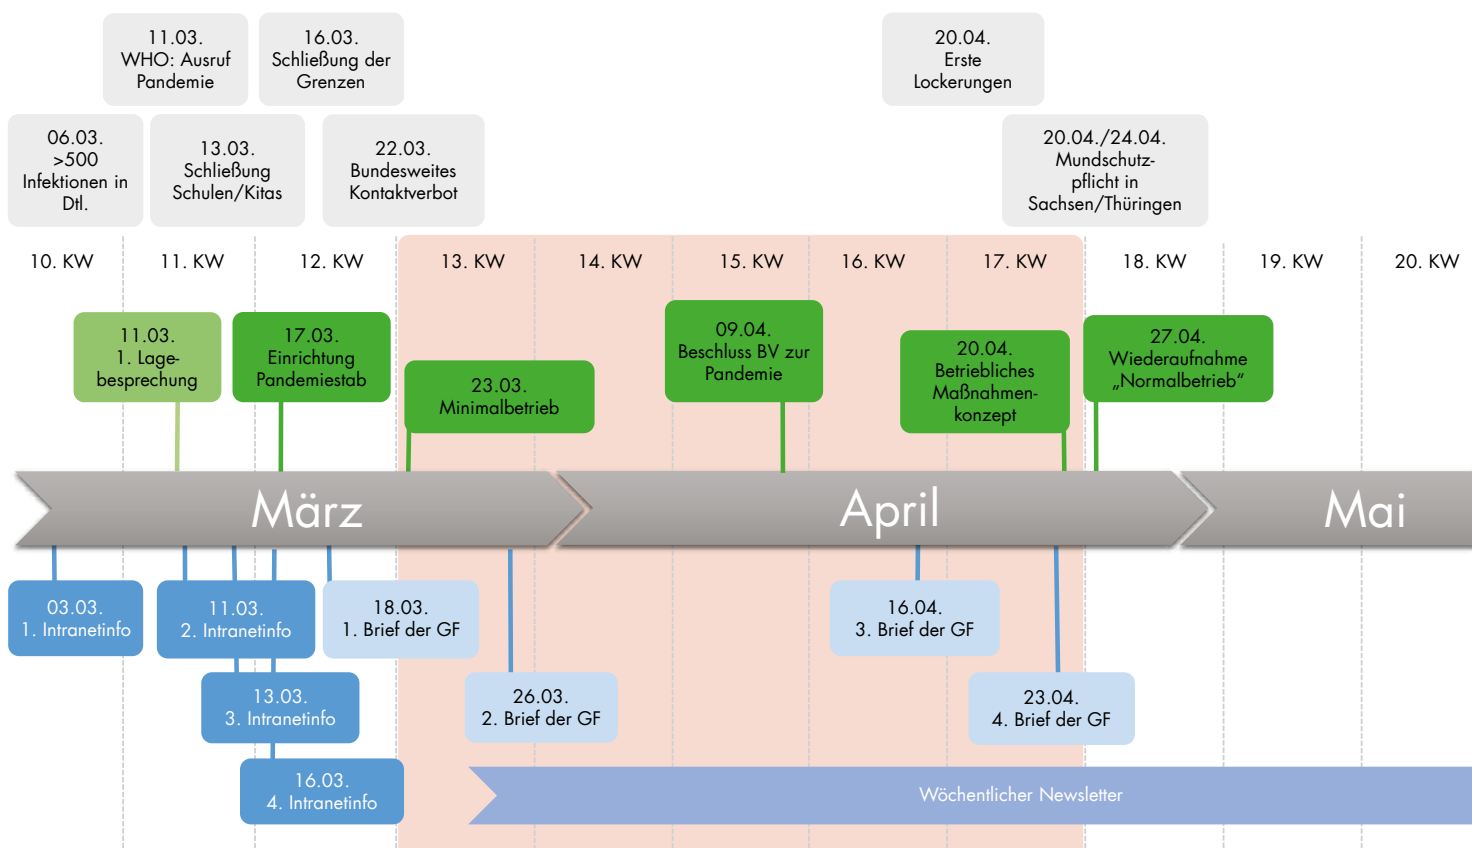 11.03.
WHO: Ausruf
Pandemie
16.03.
Schließung der
Grenzen
20.04.
Erste
Lockerungen
06.03.
>500
Infektionen in
Dtl.
13.03.
Schließung
Schulen/Kitas
22.03.
Bundesweites
Kontaktverbot
20.04./24.04.
Mundschutz-
pflicht in
Sachsen/Thüringen
10. KW
11. KW
12. KW
13. KW
14. KW
15. KW
16. KW
17. KW
18. KW
19. KW
20. KW
11.03.
1. Lage-
besprechung
17.03.
Einrichtung
Pandemiestab
23.03.
Minimalbetrieb
09.04.
Beschluss BV zur
Pandemie
20.04.
Betriebliches
Maßnahmen-
konzept
27.04.
Wiederaufnahme
„Normalbetrieb“
März
April
Mai
03.03.
1. Intranetinfo
11.03.
2. Intranetinfo
18.03.
1. Brief der GF
16.04.
3. Brief der GF
13.03.
3. Intranetinfo
26.03.
2. Brief der GF
23.04.
4. Brief der GF
16.03.
4. Intranetinfo
Wöchentlicher Newsletter